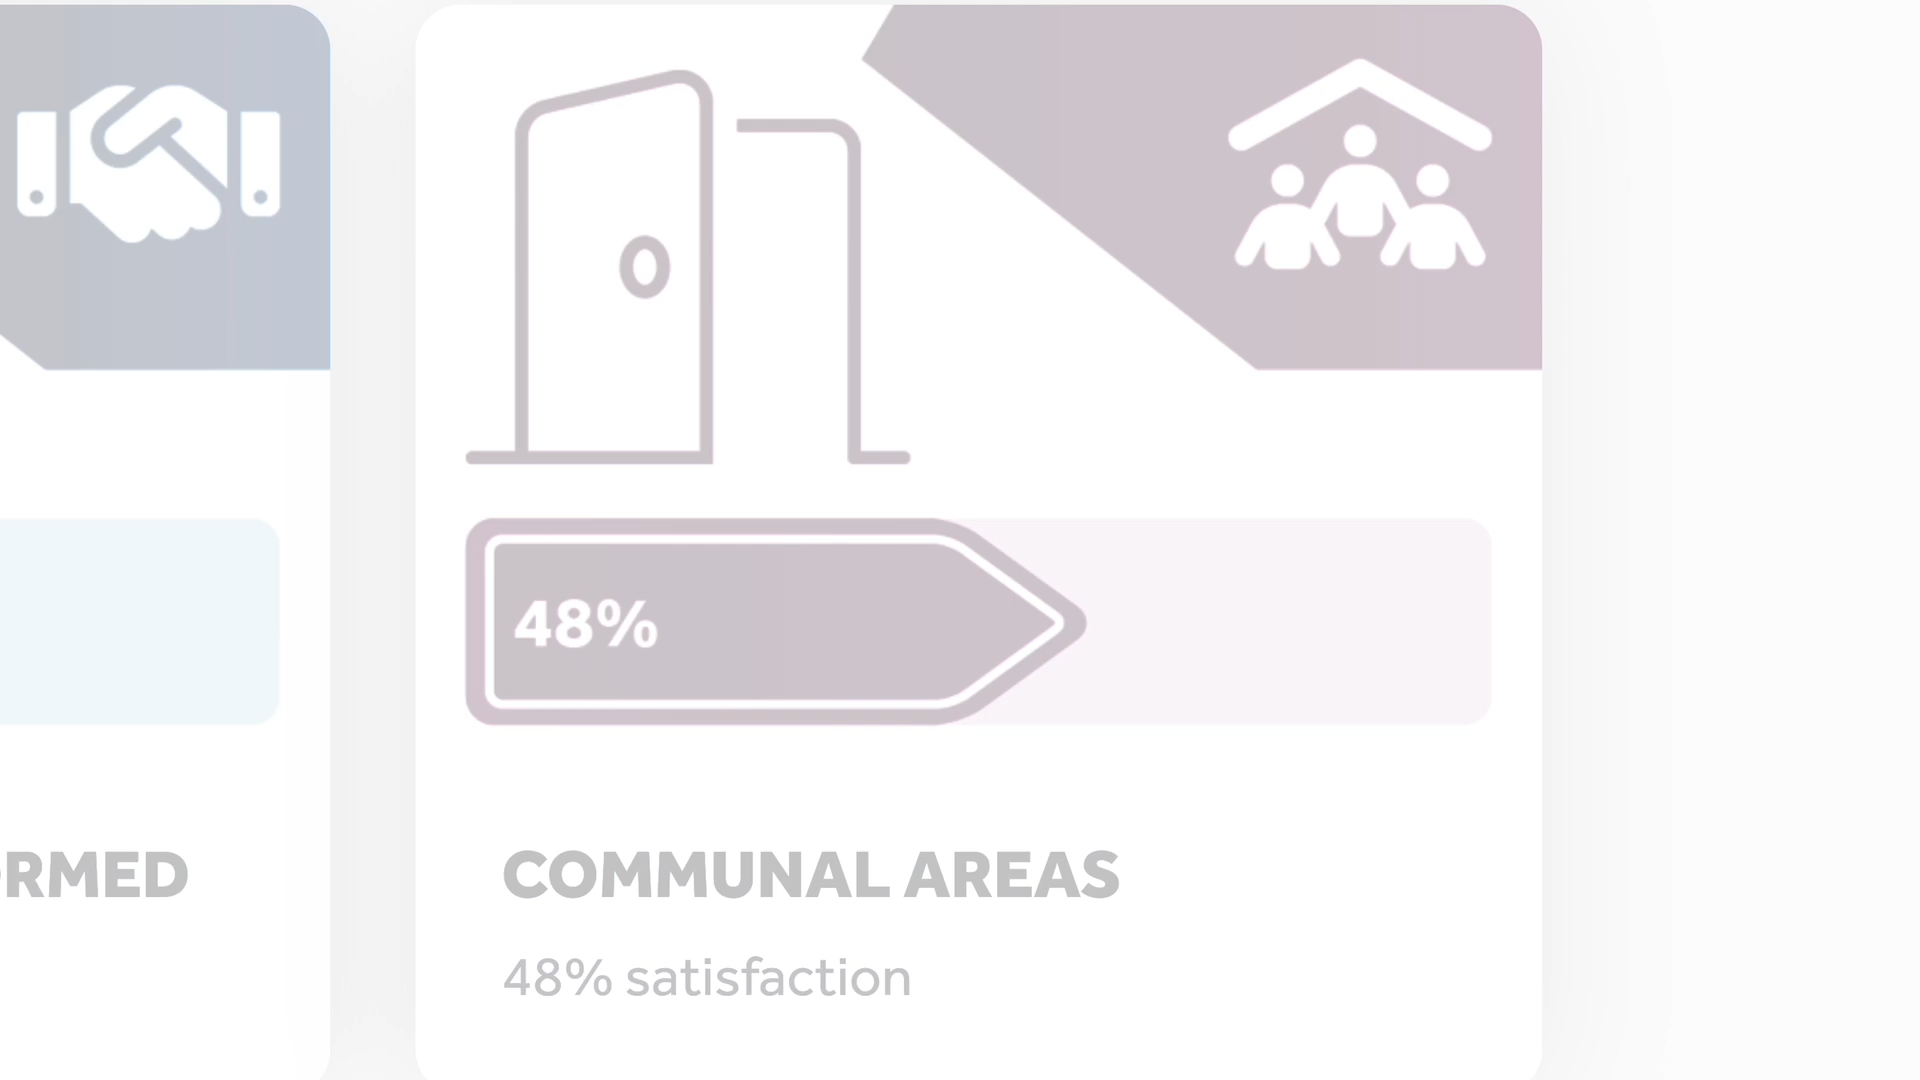 48%
RMED
COMMUNAL AREAS
48% satisfaction